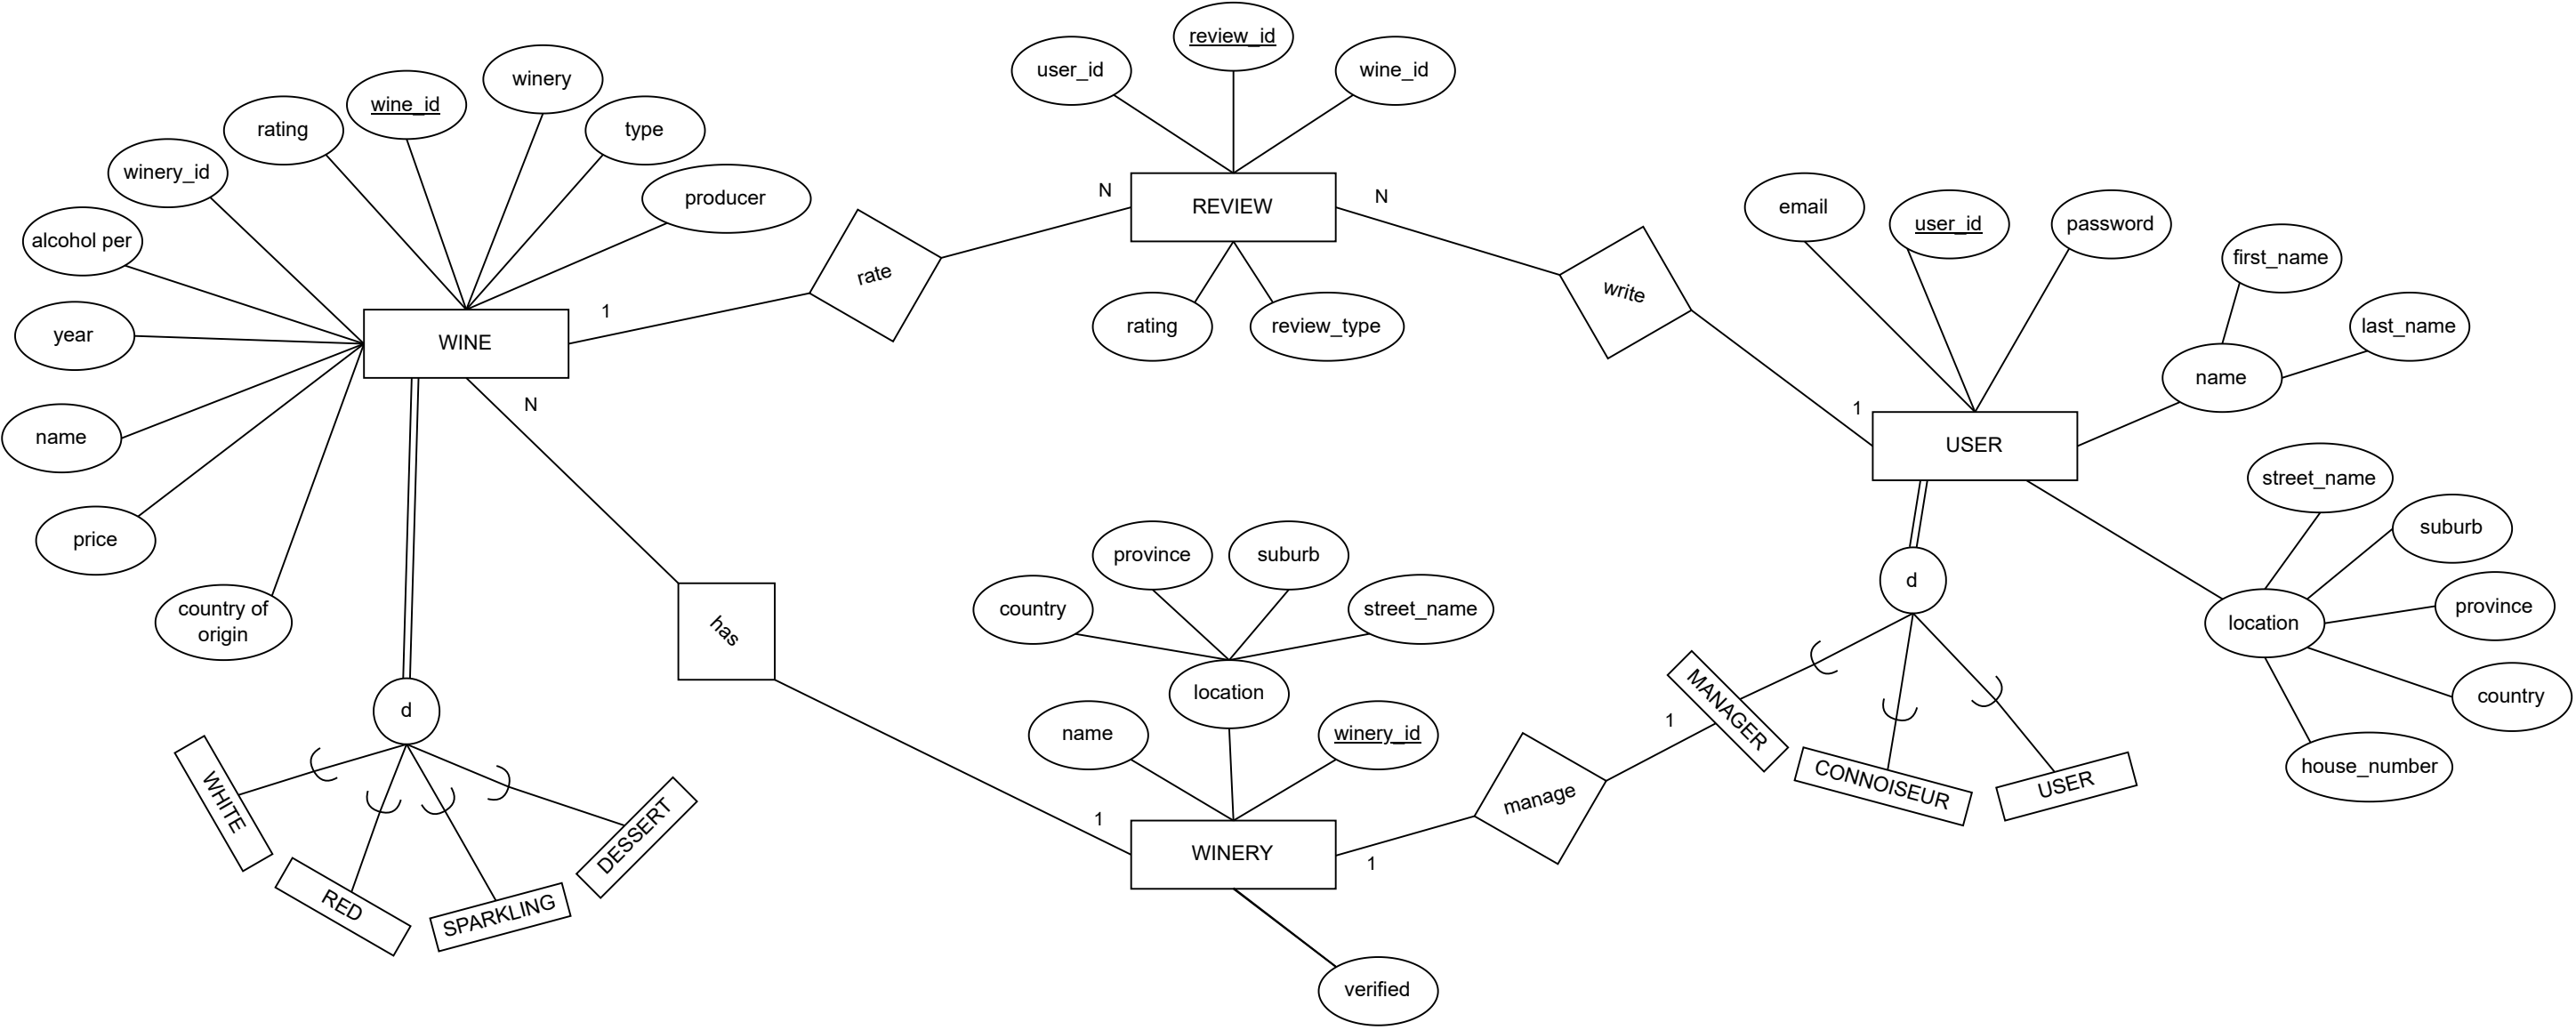 review_id
user_id
wine_id
winery
wine_id
rating
type
winery_id
producer
alcohol per
year
name
price
country of
origin
WINE
1
N
rate
N
REVIEW
N
rating
review_type
write
1
email
user_id
password
first_name
last_name
name
USER
street_name
suburb
province
location
country
house_number
d
MANAGER
CONNOISEUR
USER
1
manage
1
has
1
province
suburb
country
street_name
location
name
winery_id
WINERY
verified
d
WHITE
RED
SPARKLING
DESSERT